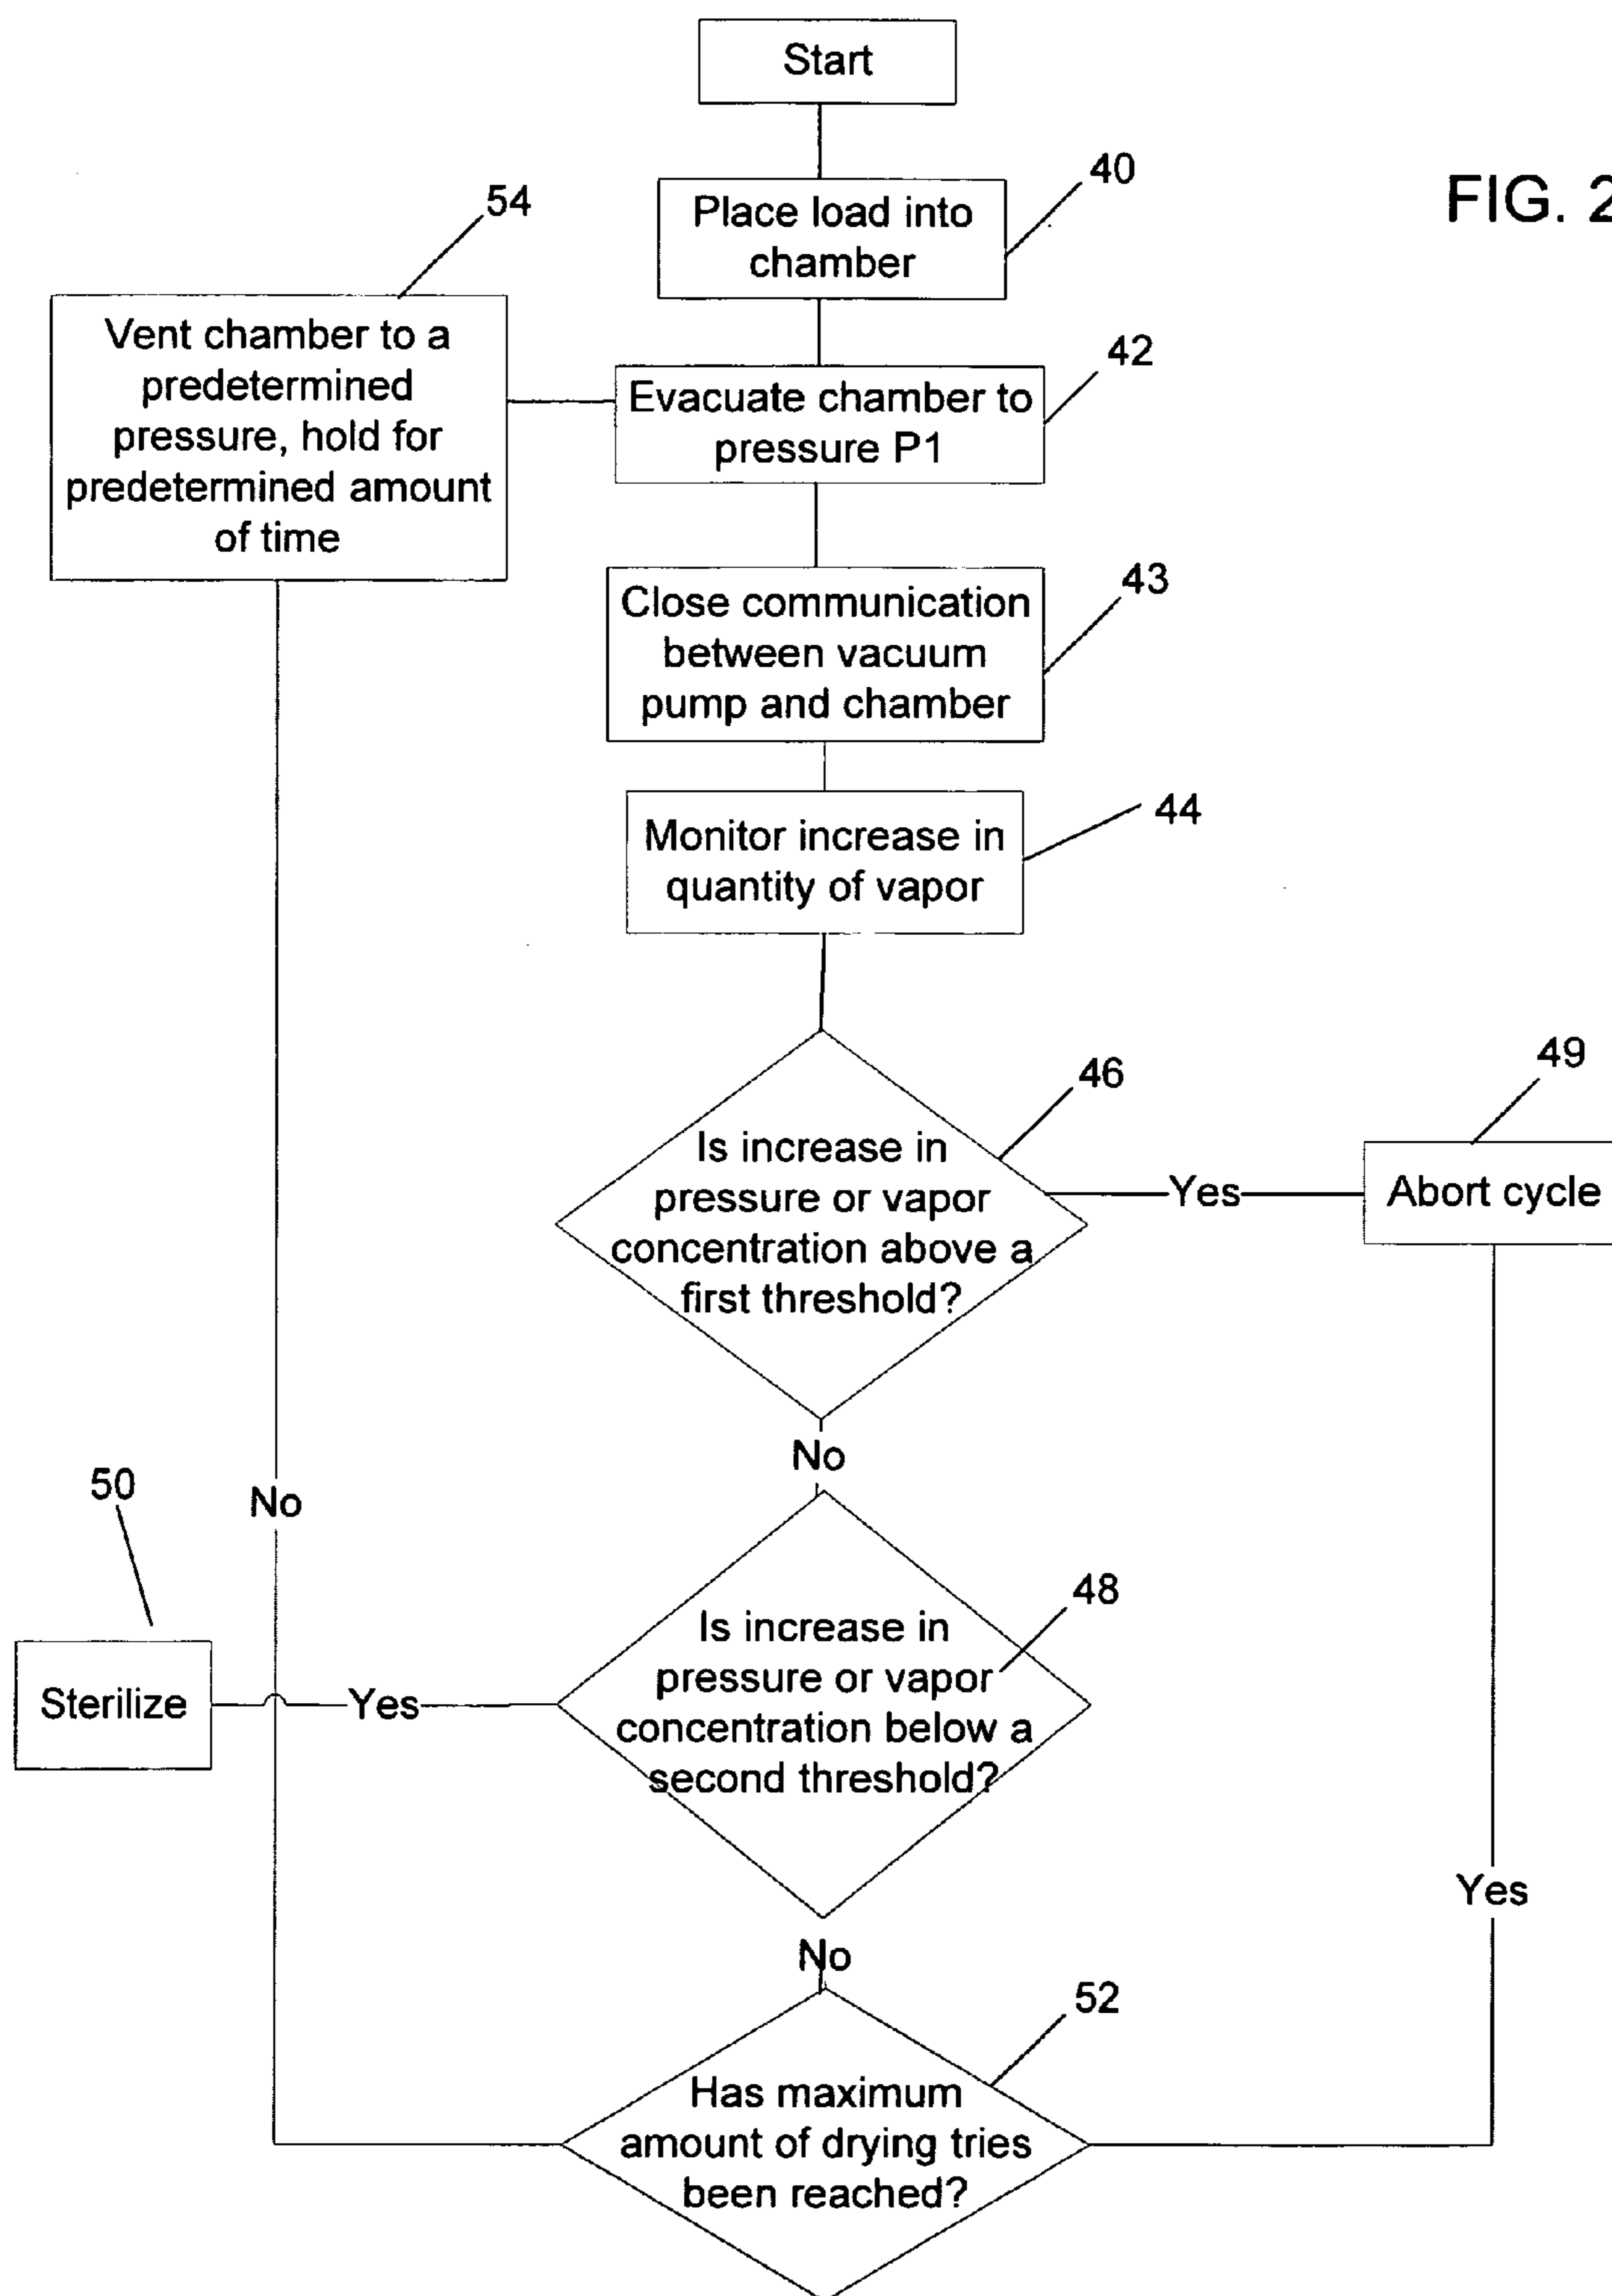 Start
40
Place load into
chamber
FIG. 2
54
Vent chamber to a
predetermined
pressure, hold for
predetermined amount
of time
42
Evacuate chamber to
pressure P1
43
Close communication
between vacuum
pump and chamber
44
Monitor increase in
quantity of vapor
46
Is increase in
pressure or vapor
concentration above a
first threshold?
Yes
49
Abort cycle
No
50
No
48
Is increase in
pressure or vapor
concentration below a
second threshold?
Yes
Sterilize
Yes
No
52
Has maximum
amount of drying tries
been reached?